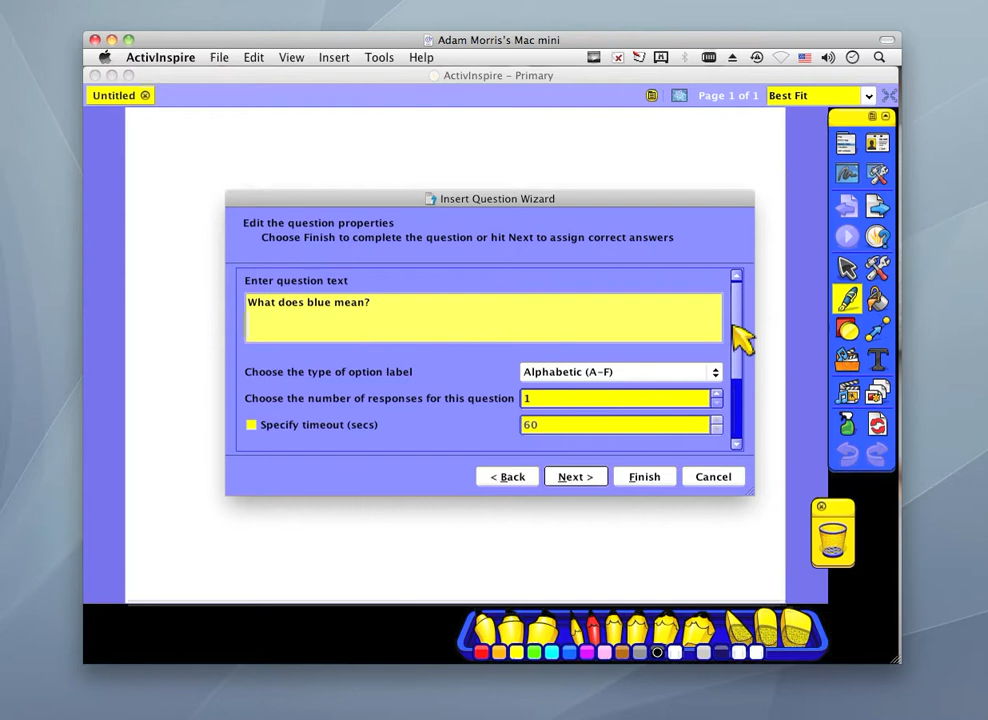 Adam Morris's Mac mini
ActivInspire File Edit View Insert Tools Help
ActivInspire – Primary
Untitled
Page 1 of 1
Best Fit
Insert Question Wizard
Edit the question properties
Choose Finish to complete the question or hit Next to assign correct answers
Enter question text
What does blue mean?
Choose the type of option label
Alphabetic (A–F)
Choose the number of responses for this question
1
Specify timeout (secs)
60
< Back
Next >
Finish
Cancel
T